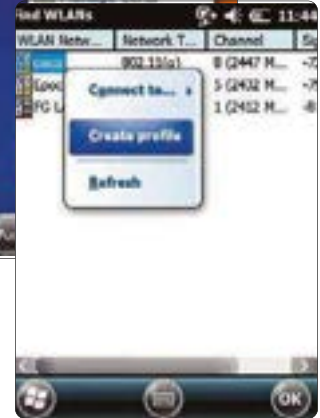 Find WLANs 11:44
WLAN Netw... Network T... Channel
802.11(g) 8 (2447 M...
5 (2432 M...
FG L 1 (2412 M...
Connect to...
Create profile
Refresh
OK